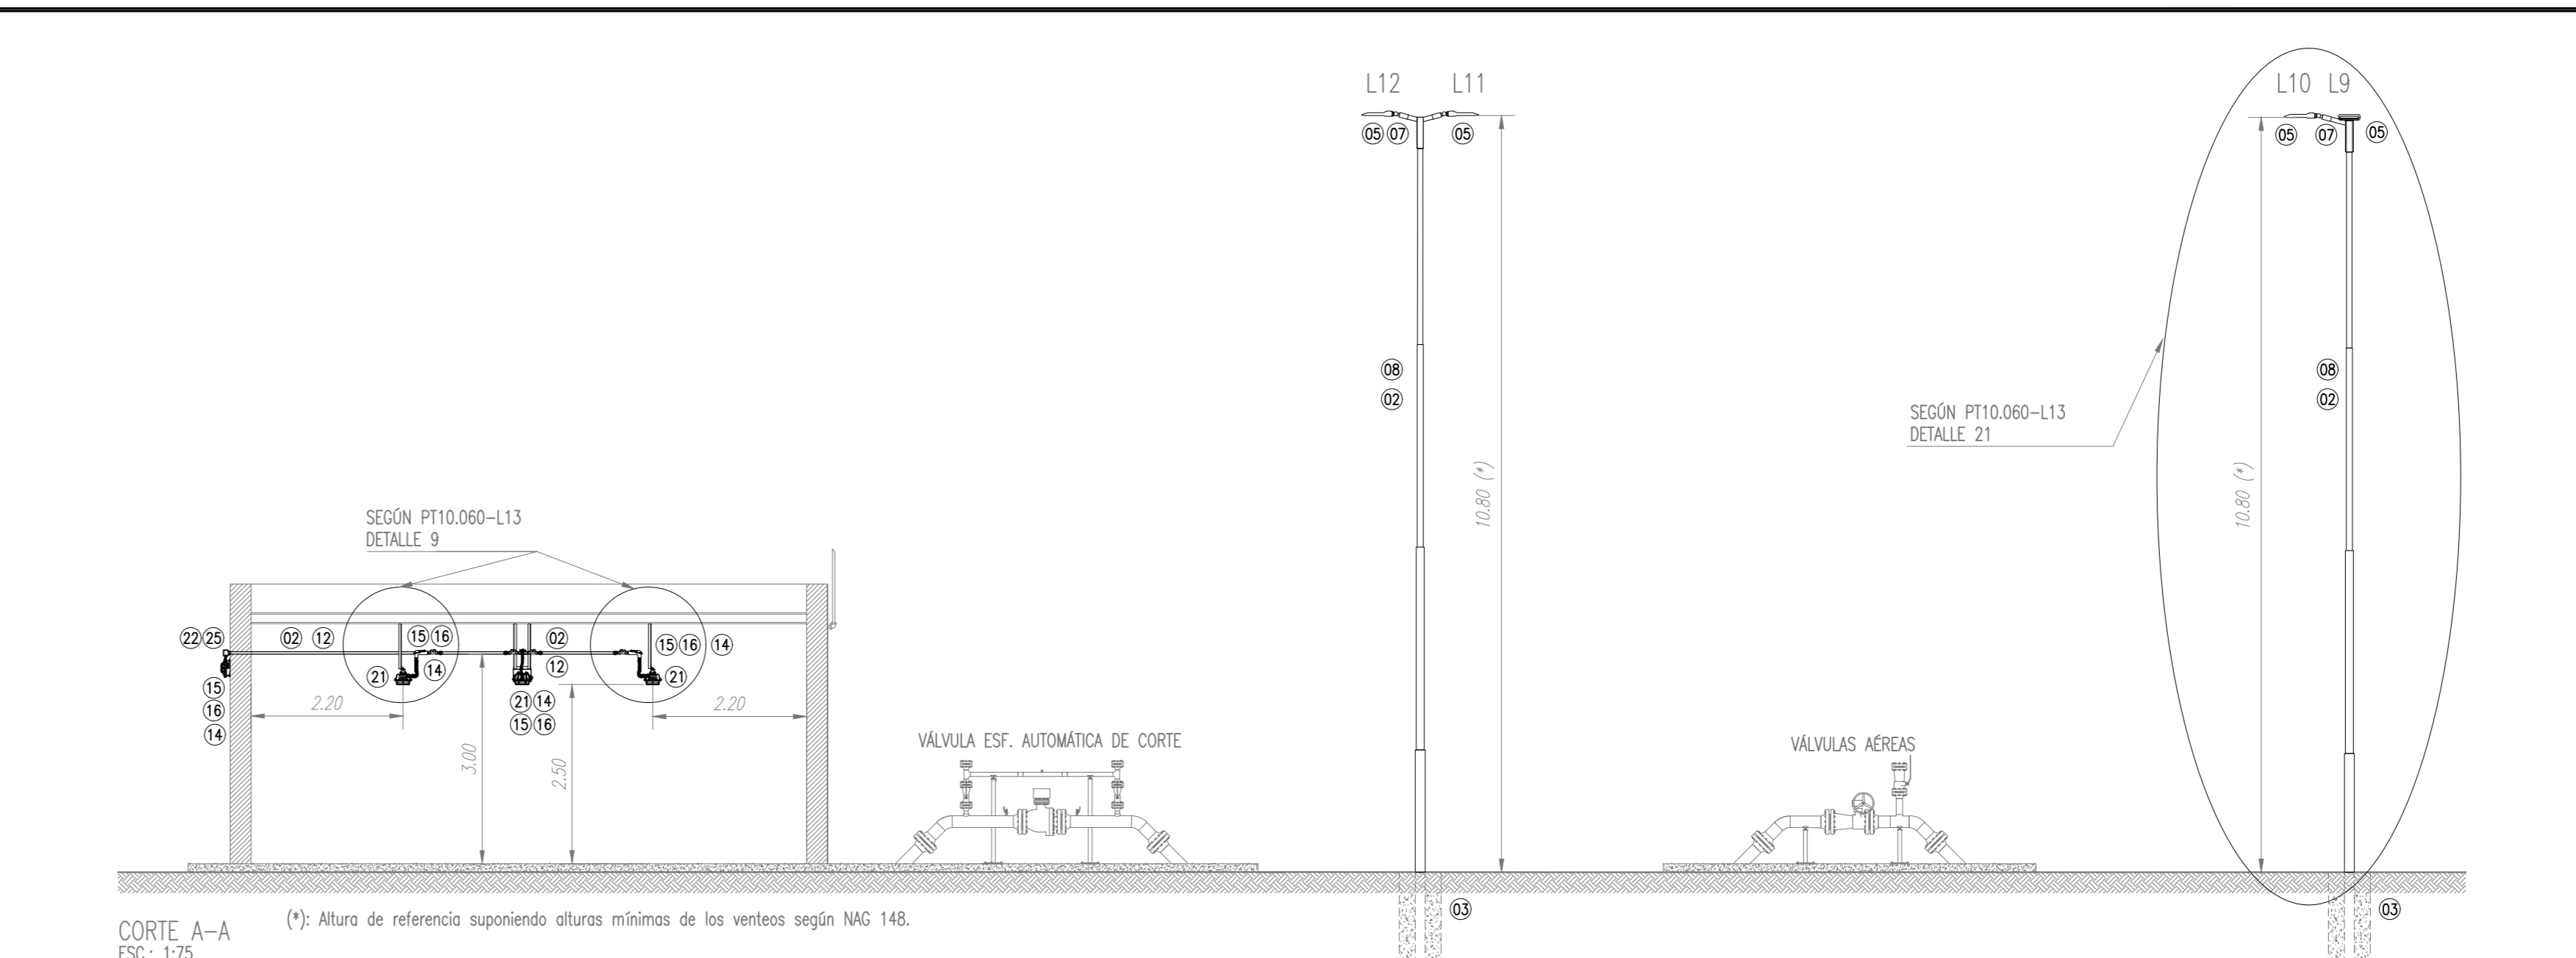 L12 L11
05 07 05
L10 L9
05 07 05
08
02
10.80 (*)
SEGÚN PT10.060-L13
DETALLE 21
08
02
10.80 (*)
SEGÚN PT10.060-L13
DETALLE 9
22 25 02 12 15 16 02 15 16 14
21 14 12 21
15
16
14
2.20
21 14
15 16
2.20
3.00
2.50
VÁLVULA ESF. AUTOMÁTICA DE CORTE
VÁLVULAS AÉREAS
03
03
CORTE A-A
ESC.: 1:75
(*): Altura de referencia suponiendo alturas mínimas de los venteos según NAG 148.